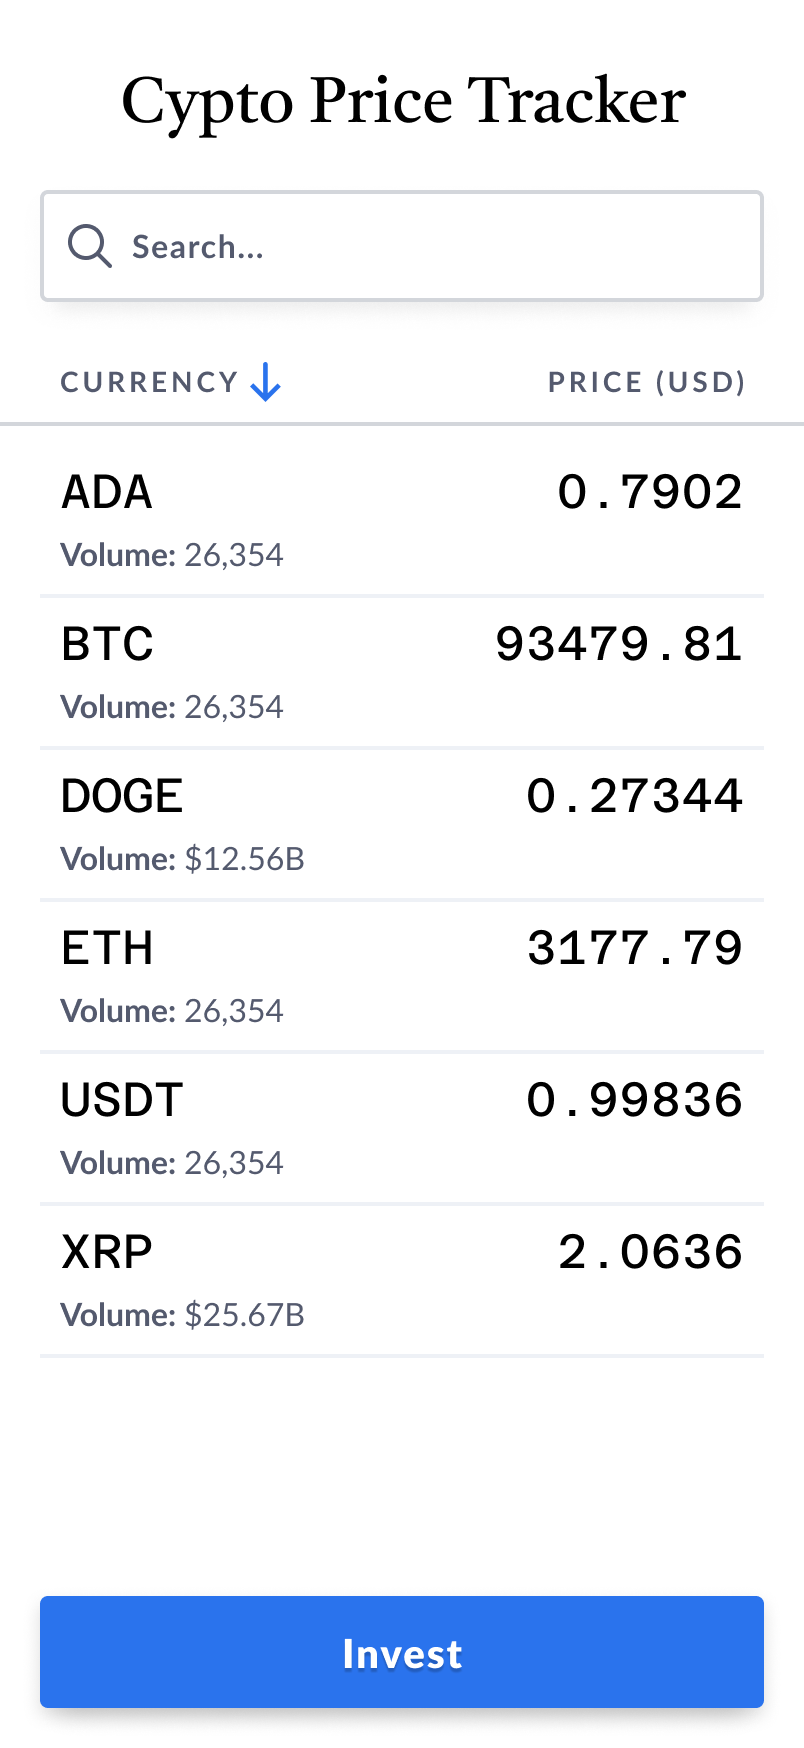 Cypto Price Tracker
Search...
CURRENCY PRICE (USD)
ADA 0.7902
Volume: 26,354
BTC 93479.81
Volume: 26,354
DOGE 0.27344
Volume: $12.56B
ETH 3177.79
Volume: 26,354
USDT 0.99836
Volume: 26,354
XRP 2.0636
Volume: $25.67B
Invest